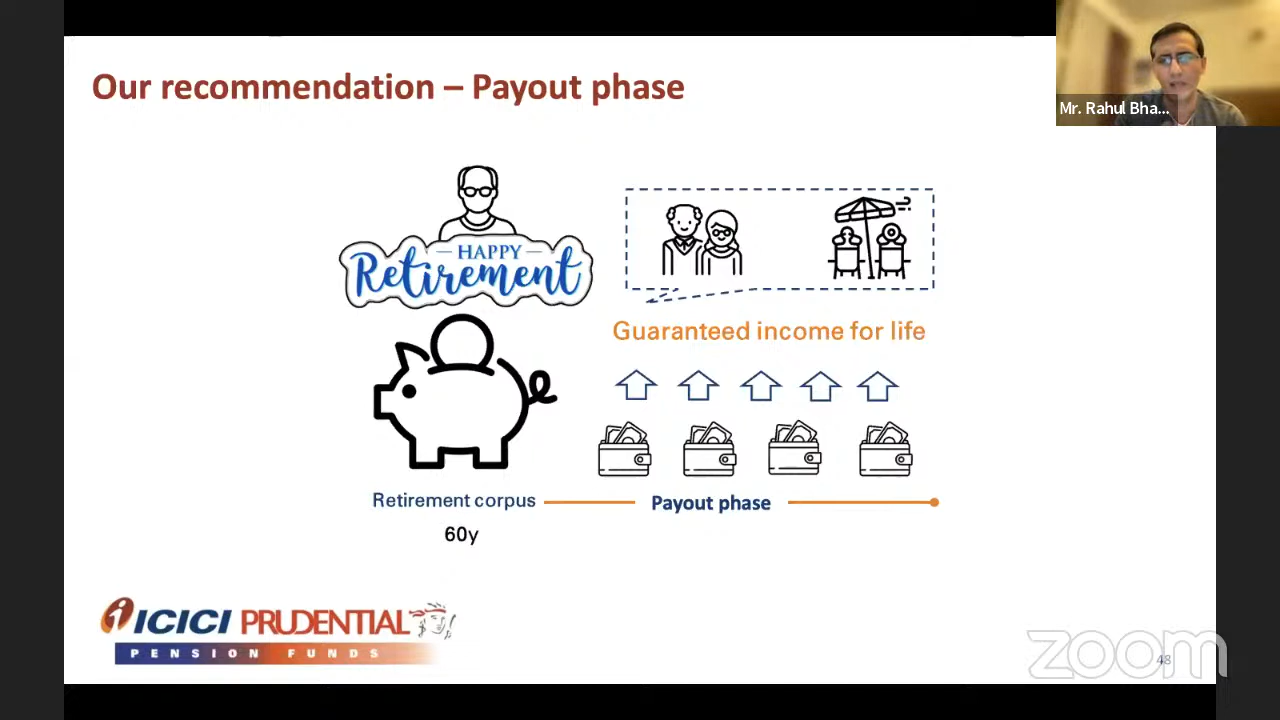 Our recommendation – Payout phase
Mr. Rahul Bha...
HAPPY
Retirement
Guaranteed income for life
Retirement corpus
Payout phase
60y
ICICI PRUDENTIAL
PENSION FUNDS
zoom
48